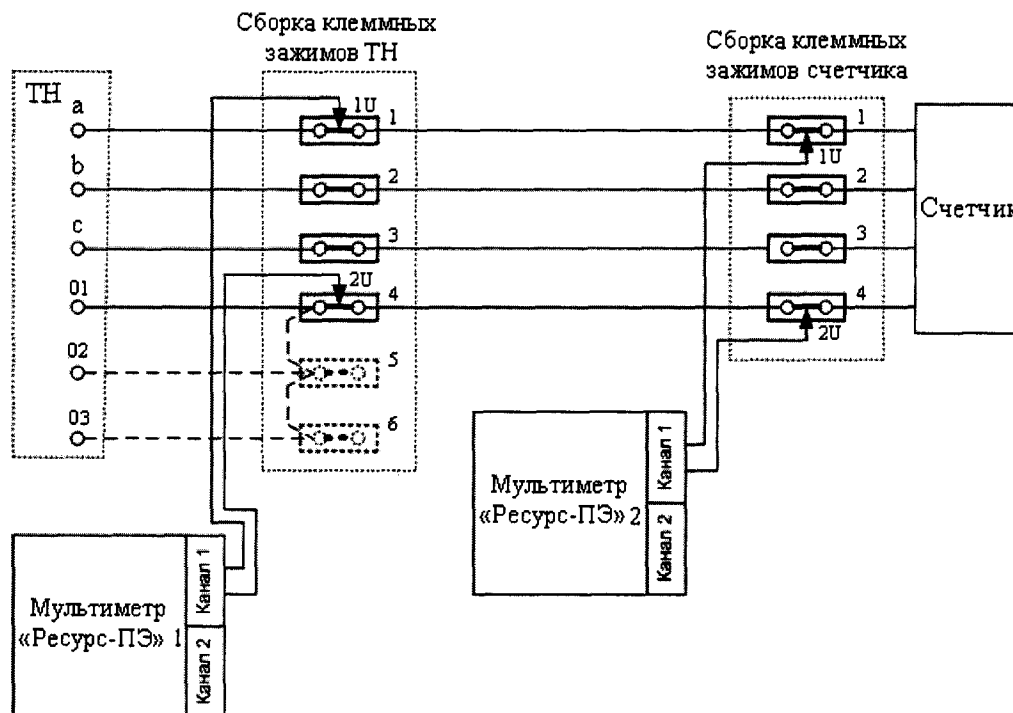 Сборка клеммных
зажимов ТН
Сборка клеммных
зажимов счетчика
ТН
a
1U
1
1
1U
b
2
2
Счетчик
c
3
3
2U
01
4
4
2U
02
5
03
6
Мультиметр
«Ресурс-ПЭ» 2
Канал 1
Канал 2
Мультиметр
«Ресурс-ПЭ» 1
Канал 1
Канал 2